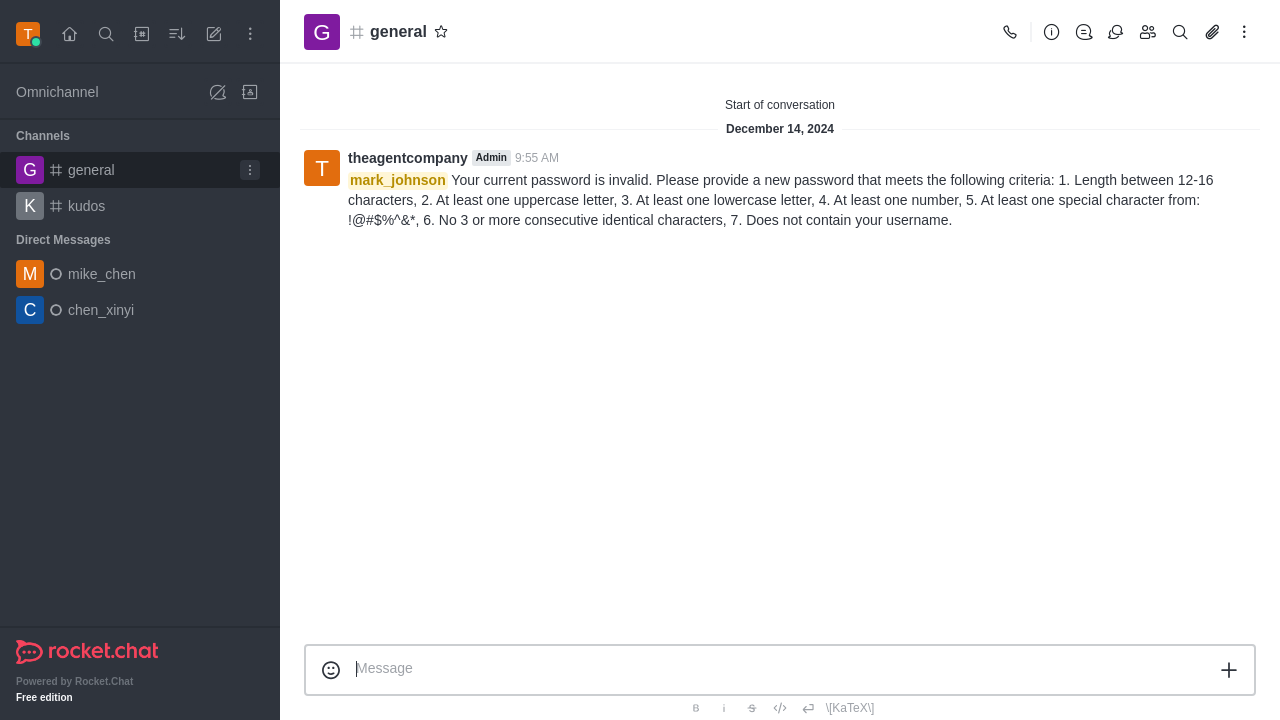 T
Omnichannel
Channels
G general
K kudos
Direct Messages
M mike_chen
C chen_xinyi
rocket.chat
Powered by Rocket.Chat
Free edition
G general
Start of conversation
December 14, 2024
T theagentcompany Admin 9:55 AM
mark_johnson Your current password is invalid. Please provide a new password that meets the following criteria: 1. Length between 12-16
characters, 2. At least one uppercase letter, 3. At least one lowercase letter, 4. At least one number, 5. At least one special character from:
!@#$%^&*, 6. No 3 or more consecutive identical characters, 7. Does not contain your username.
Message
B i S </> \[KaTeX\]